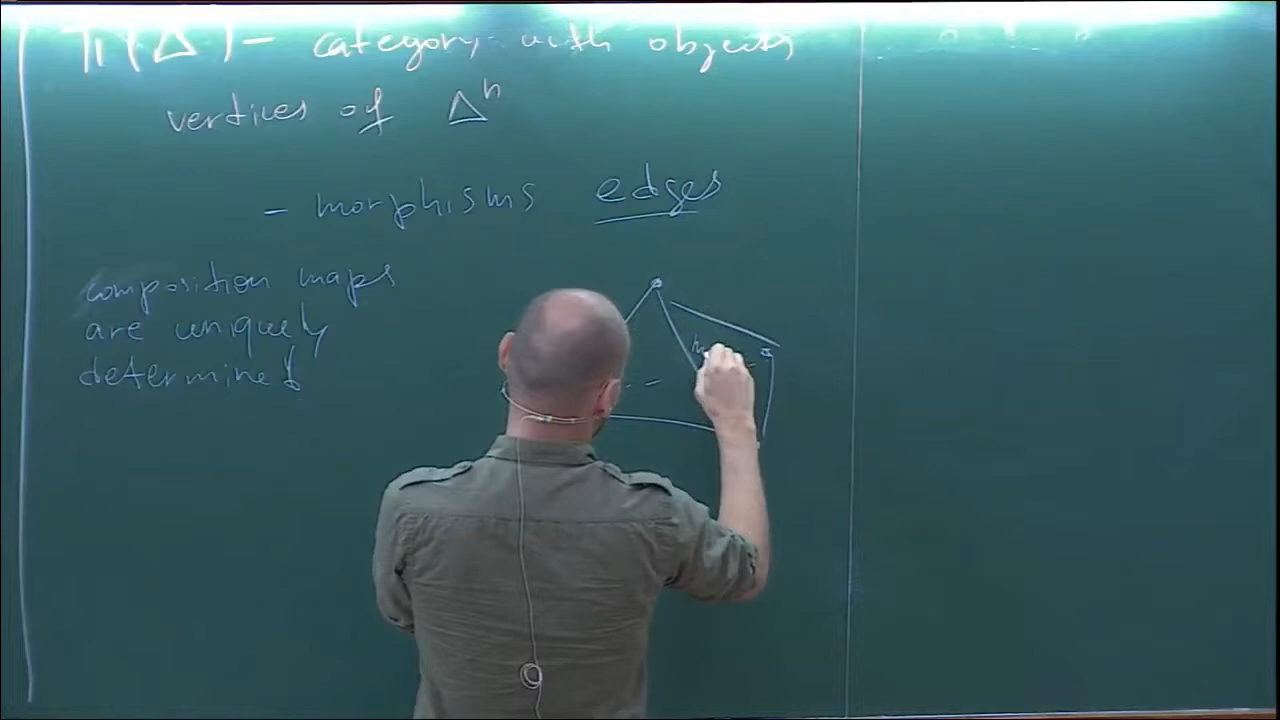 π(Δ) – category with objects
vertices of Δⁿ
– morphisms edges
composition maps
are uniquely
determined